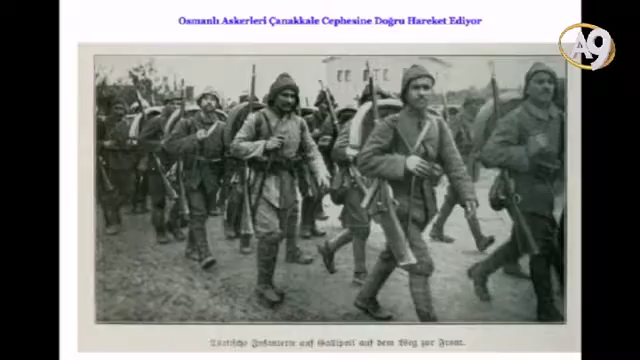 Osmanlı Askerleri Çanakkale Cephesine Doğru Hareket Ediyor
A9
Türkische Infanterie auf Gallipoli auf dem Weg zur Front.